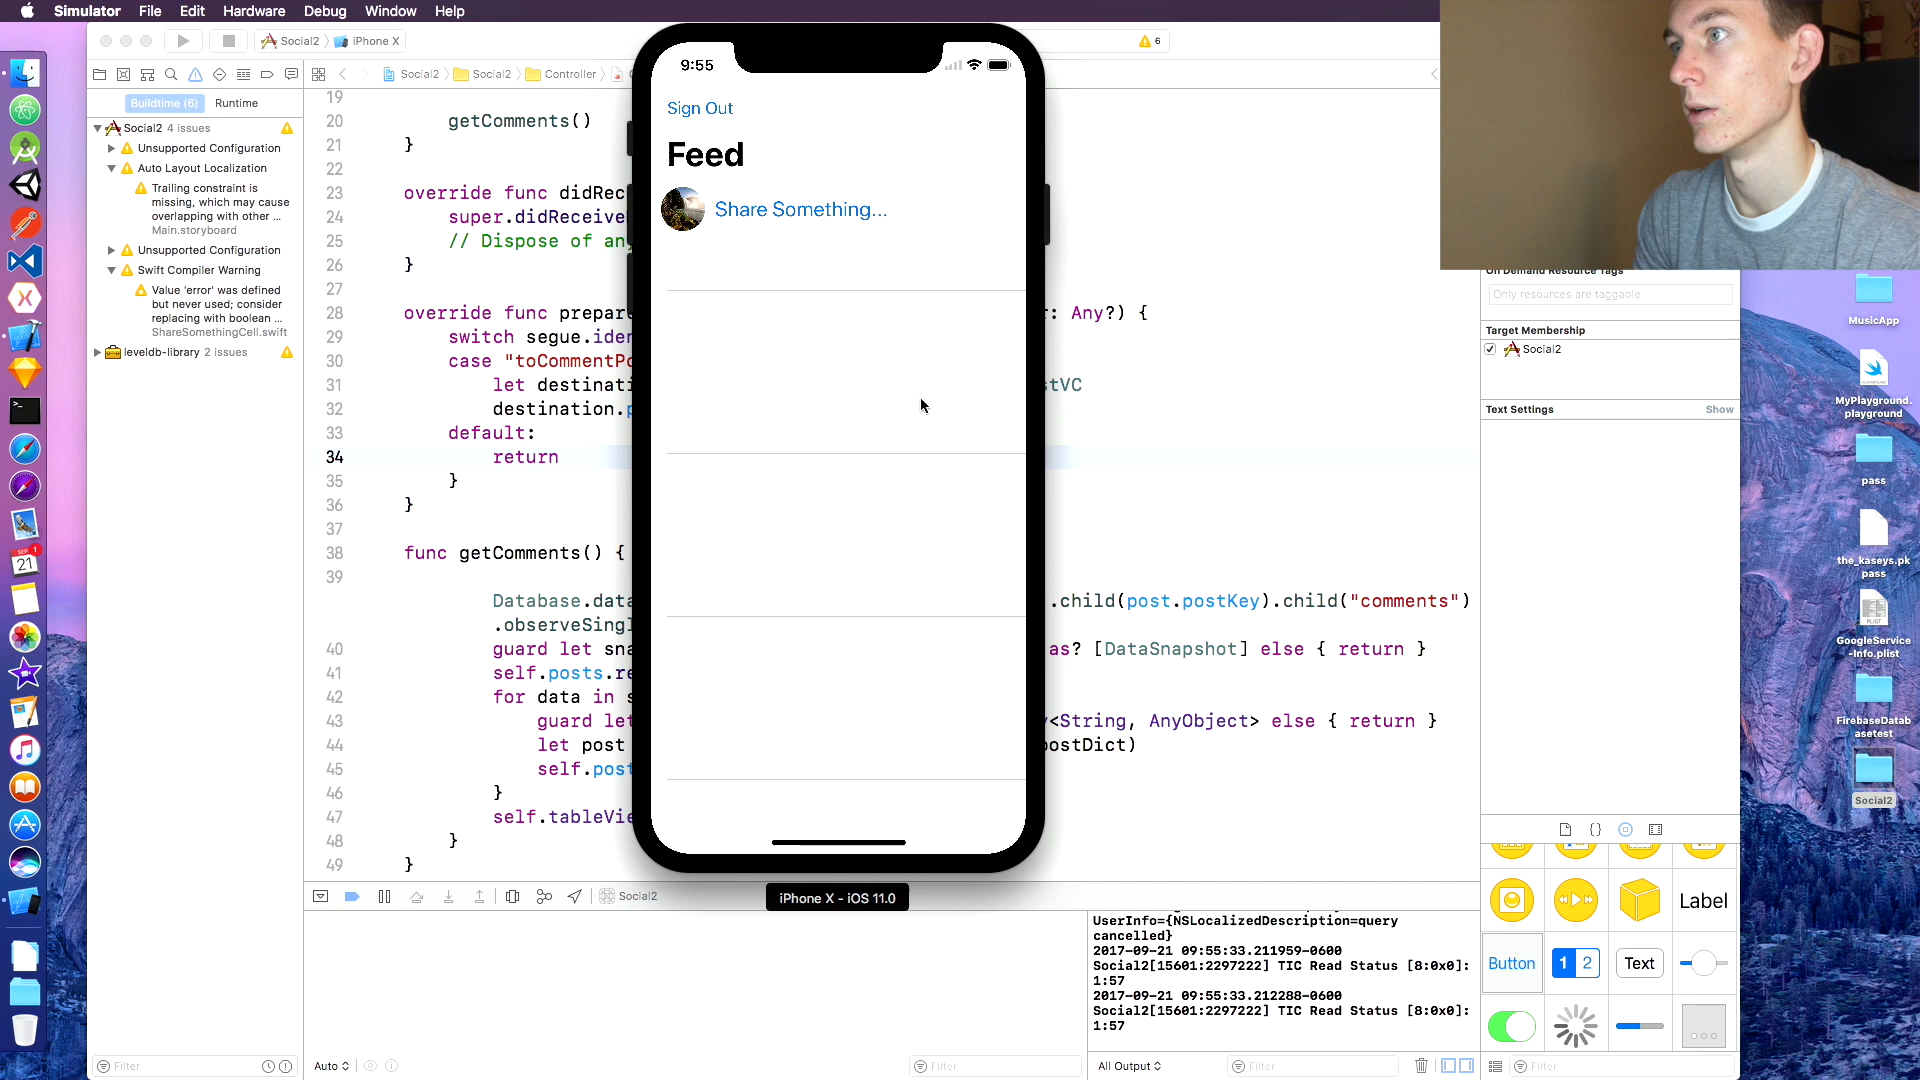 Simulator File Edit Hardware Debug Window Help
Social2 iPhone X
6
Social2 Social2 Controller
Buildtime (6) Runtime
Social2 4 issues
Unsupported Configuration
Auto Layout Localization
Trailing constraint is
missing, which may cause
overlapping with other ...
Main.storyboard
Unsupported Configuration
Swift Compiler Warning
Value 'error' was defined
but never used; consider
replacing with boolean
ShareSomethingCell.swift
leveldb-library 2 issues
SEP 1
21
19
20 getComments()
21 }
22
23 override func didRec
24 super.didReceive
25 // Dispose of an
26 }
27
28 override func prepar : Any?) {
29 switch segue.iden
30 case "toCommentPo
31 let destinati stVC
32 destination.p
33 default:
34 return
35 }
36 }
37
38 func getComments() {
39
Database.data .child(post.postKey).child("comments")
.observeSingl
40 guard let sna as? [DataSnapshot] else { return }
41 self.posts.re
42 for data in s
43 guard let <String, AnyObject> else { return }
44 let post postDict)
45 self.post
46 }
47 self.tableVie
48 }
49 }
9:55
Sign Out
Feed
Share Something...
iPhone X - iOS 11.0
Social2
UserInfo={NSLocalizedDescription=query
cancelled}
2017-09-21 09:55:33.211959-0600
Social2[15601:2297222] TIC Read Status [8:0x0]:
1:57
2017-09-21 09:55:33.212288-0600
Social2[15601:2297222] TIC Read Status [8:0x0]:
1:57
Filter
Auto
Filter
All Output
Filter
Filter
On Demand Resource Tags
Only resources are taggable
Target Membership
Social2
Text Settings Show
Label
Button 1 2 Text
MusicApp
PLAYGROUND
MyPlayground.
playground
pass
the_kaseys.pk
pass
PLIST
GoogleService
-Info.plist
FirebaseDatab
asetest
Social2